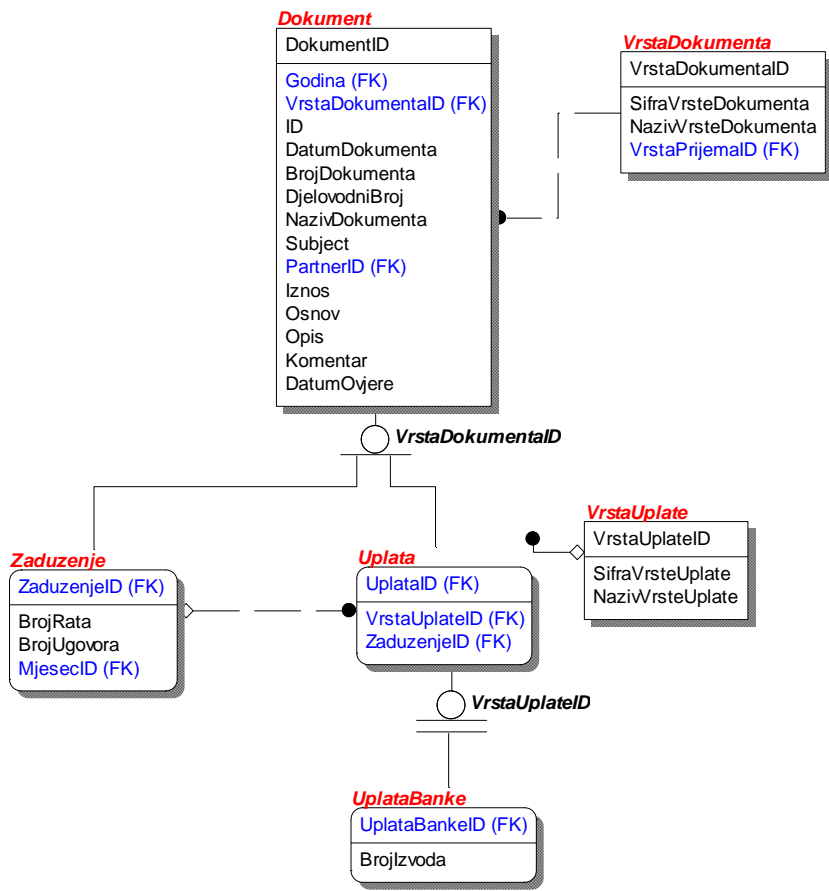 Dokument
DokumentID
Godina (FK)
VrstaDokumentaID (FK)
ID
DatumDokumenta
BrojDokumenta
DjelovodniBroj
NazivDokumenta
Subject
PartnerID (FK)
Iznos
Osnov
Opis
Komentar
DatumOvjere
VrstaDokumenta
VrstaDokumentaID
SifraVrsteDokumenta
NazivVrsteDokumenta
VrstaPrijemaID (FK)
VrstaDokumentaID
Zaduzenje
ZaduzenjeID (FK)
BrojRata
BrojUgovora
MjesecID (FK)
Uplata
UplataID (FK)
VrstaUplateID (FK)
ZaduzenjeID (FK)
VrstaUplate
VrstaUplateID
SifraVrsteUplate
NazivVrsteUplate
VrstaUplateID
UplataBanke
UplataBankeID (FK)
BrojIzvoda